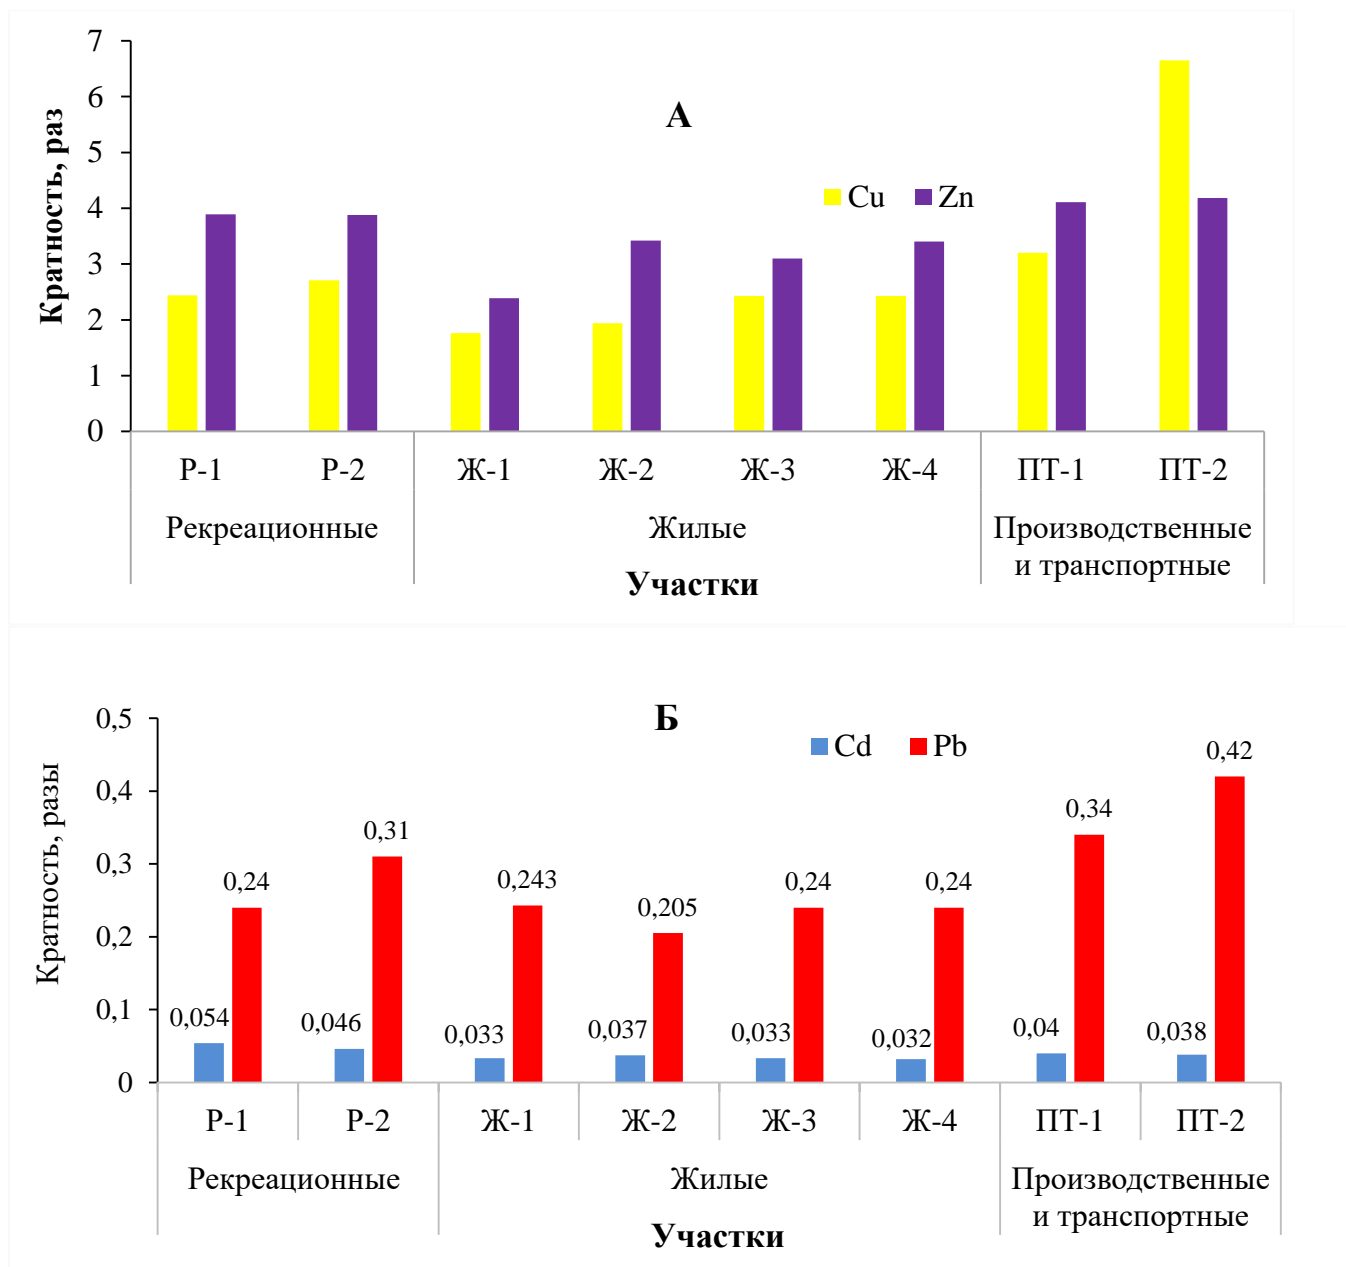 А
Кратность, раз
7
6
5
4
3
2
1
0
Cu Zn
Р-1 Р-2 Ж-1 Ж-2 Ж-3 Ж-4 ПТ-1 ПТ-2
Рекреационные Жилые Производственные
и транспортные
Участки
Б
Кратность, разы
0,5
0,4
0,3
0,2
0,1
0
Cd Pb
0,054 0,24 0,046 0,31 0,033 0,243 0,037 0,205 0,033 0,24 0,032 0,24 0,04 0,34 0,038 0,42
Р-1 Р-2 Ж-1 Ж-2 Ж-3 Ж-4 ПТ-1 ПТ-2
Рекреационные Жилые Производственные
и транспортные
Участки